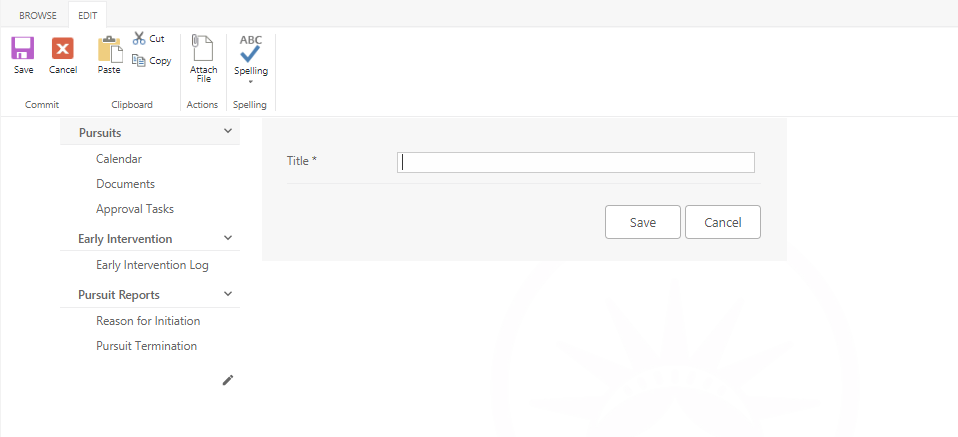 BROWSE EDIT
ABC
Save Cancel Paste Cut Copy Attach File Spelling
Commit Clipboard Actions Spelling
Pursuits
Calendar
Documents
Approval Tasks
Early Intervention
Early Intervention Log
Pursuit Reports
Reason for Initiation
Pursuit Termination
Title *
Save Cancel